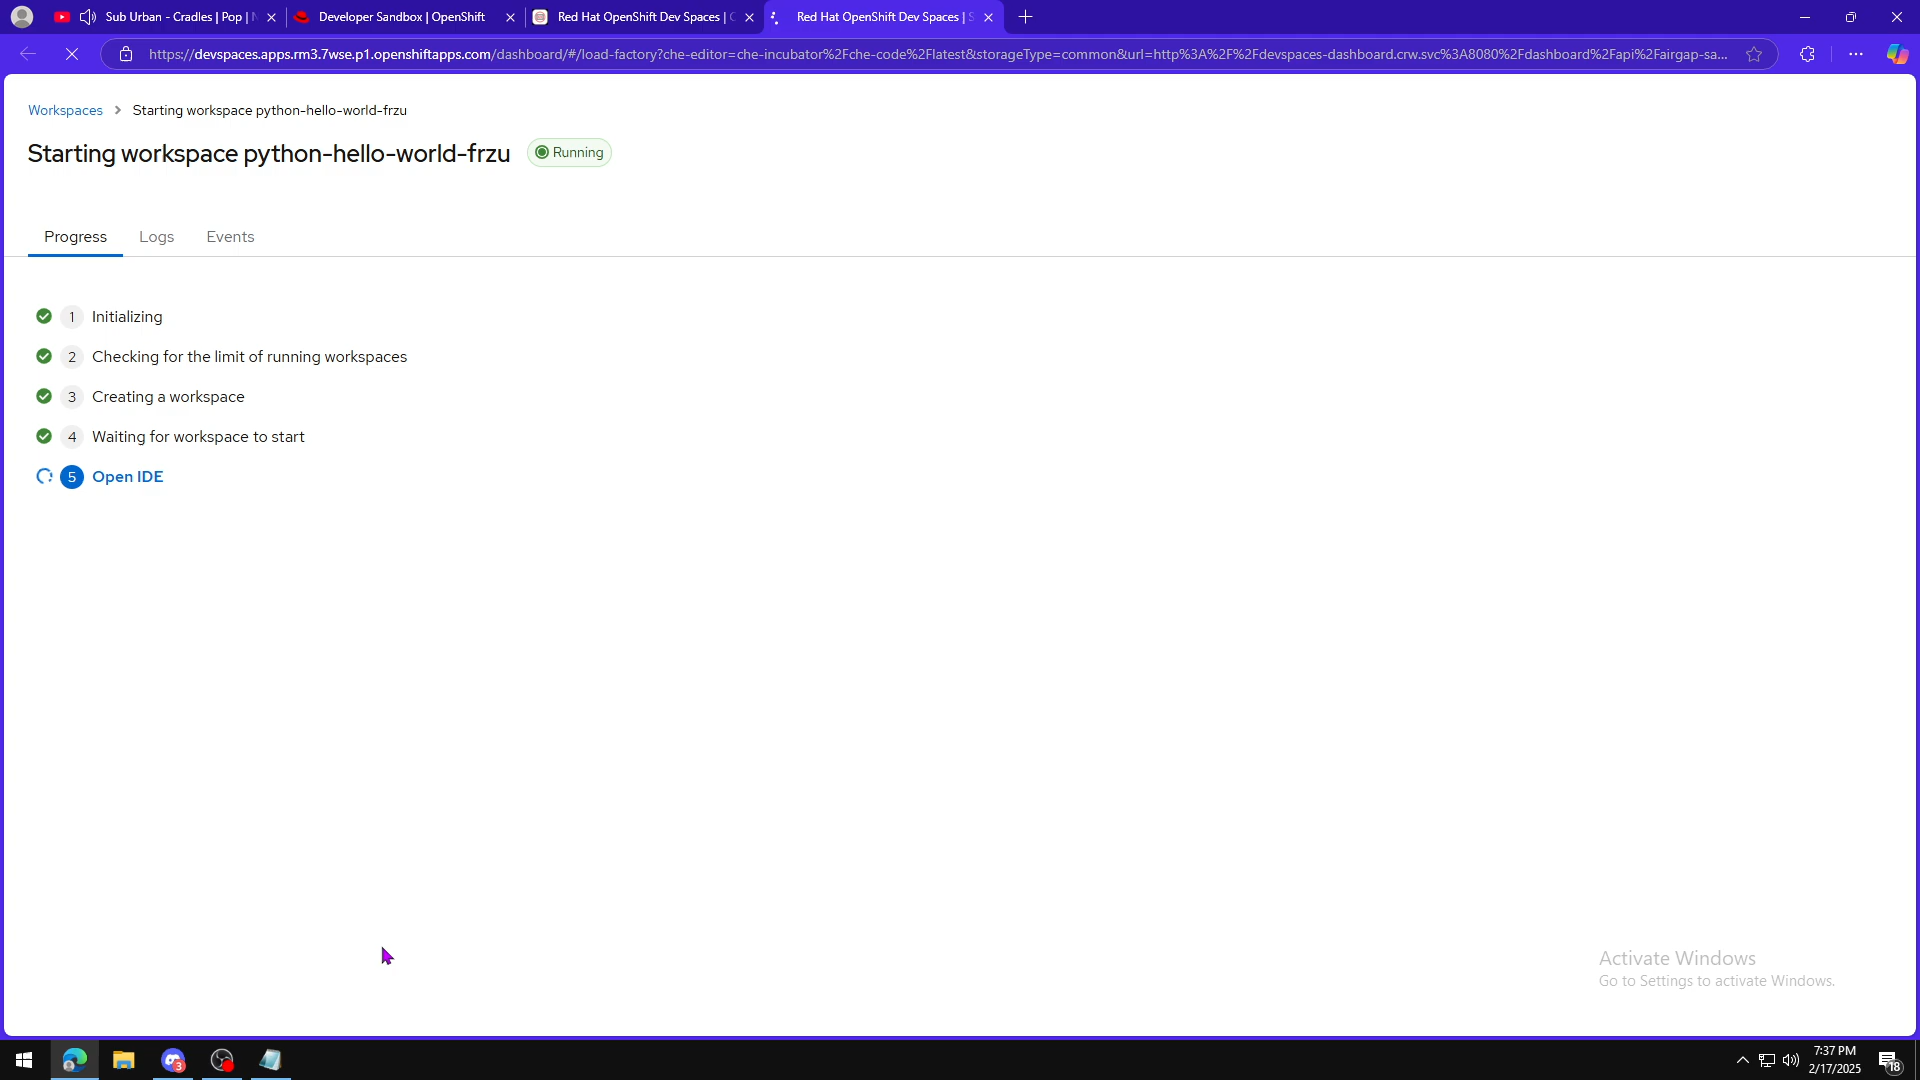 Sub Urban - Cradles | Pop |
Developer Sandbox | OpenShift
Red Hat OpenShift Dev Spaces |
Red Hat OpenShift Dev Spaces | S
https://devspaces.apps.rm3.7wse.p1.openshiftapps.com/dashboard/#/load-factory?che-editor=che-incubator%2Fche-code%2Flatest&storageType=common&url=http%3A%2F%2Fdevspaces-dashboard.crw.svc%3A8080%2Fdashboard%2Fapi%2Fairgap-sa...
Workspaces > Starting workspace python-hello-world-frzu
Starting workspace python-hello-world-frzu Running
Progress Logs Events
1 Initializing
2 Checking for the limit of running workspaces
3 Creating a workspace
4 Waiting for workspace to start
5 Open IDE
Activate Windows
Go to Settings to activate Windows.
3
7:37 PM
2/17/2025
18